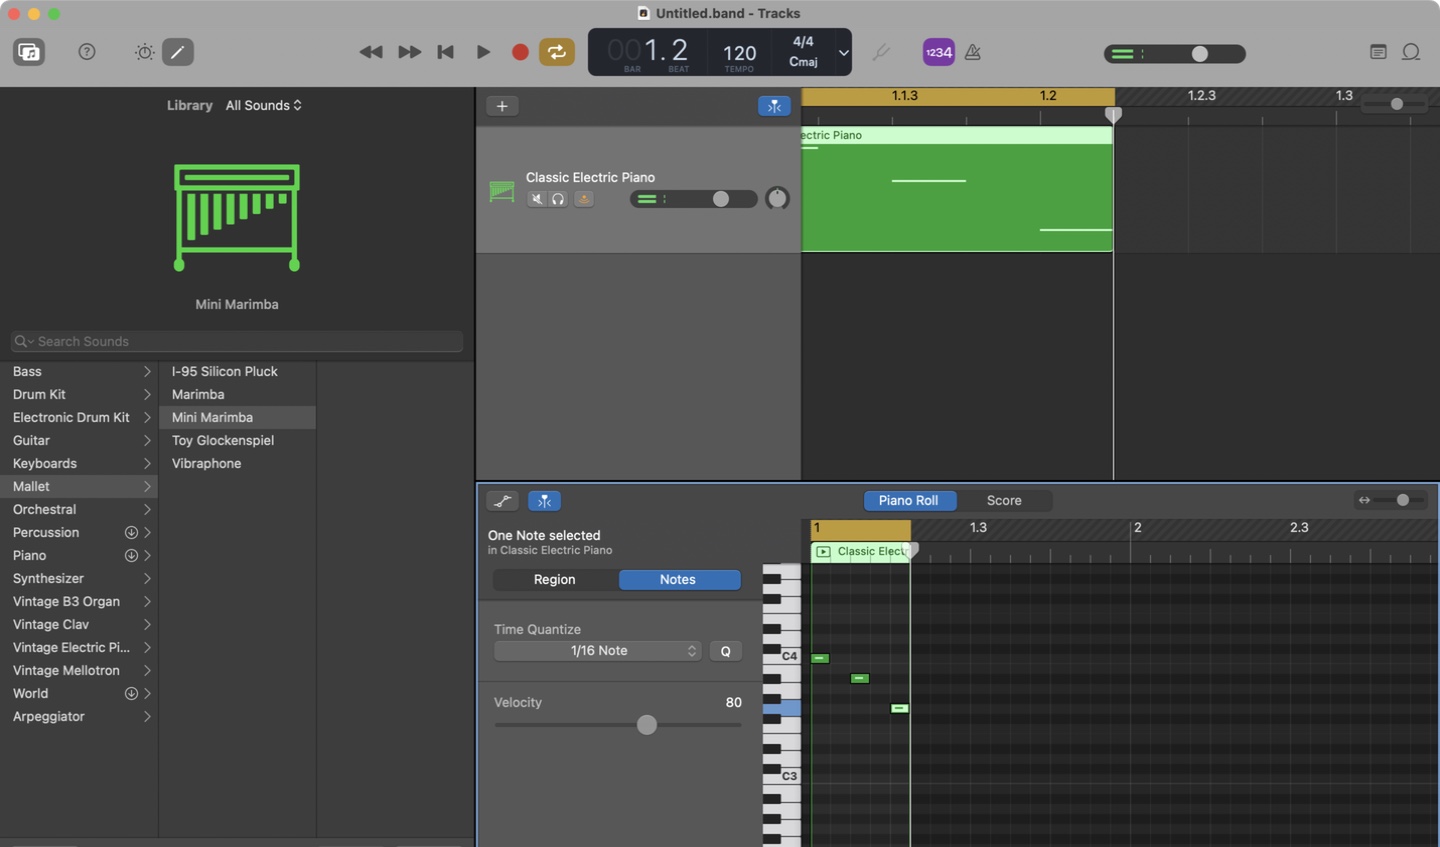 Untitled.band - Tracks
001.2
BAR
BEAT
120
TEMPO
4/4
Cmaj
1234
Library
All Sounds
Mini Marimba
Search Sounds
Bass
Drum Kit
Electronic Drum Kit
Guitar
Keyboards
Mallet
Orchestral
Percussion
Piano
Synthesizer
Vintage B3 Organ
Vintage Clav
Vintage Electric Pi...
Vintage Mellotron
World
Arpeggiator
I-95 Silicon Pluck
Marimba
Mini Marimba
Toy Glockenspiel
Vibraphone
Classic Electric Piano
1.1.3
1.2
1.2.3
1.3
ectric Piano
Piano Roll
Score
One Note selected
in Classic Electric Piano
Region
Notes
Time Quantize
1/16 Note
Q
Velocity
80
1
1.3
2
2.3
Classic Elect
C4
C3